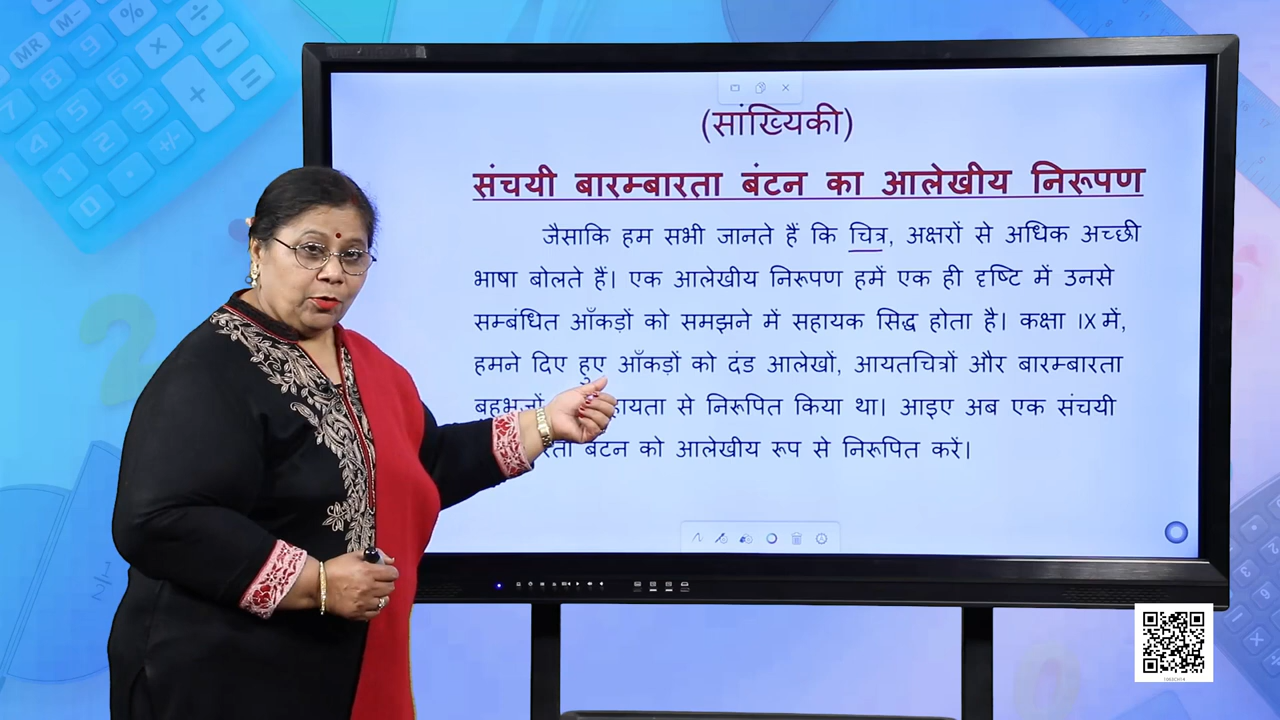 (सांख्यिकी)
संचयी बारम्बारता बंटन का आलेखीय निरूपण
जैसाकि हम सभी जानते हैं कि चित्र, अक्षरों से अधिक अच्छी
भाषा बोलते हैं। एक आलेखीय निरूपण हमें एक ही दृष्टि में उनसे
सम्बंधित आँकड़ों को समझने में सहायक सिद्ध होता है। कक्षा IX में,
हमने दिए हुए आँकड़ों को दंड आलेखों, आयतचित्रों और बारम्बारता
से निरूपित किया था। आइए अब एक संचयी
बंटन को आलेखीय रूप से निरूपित करें।